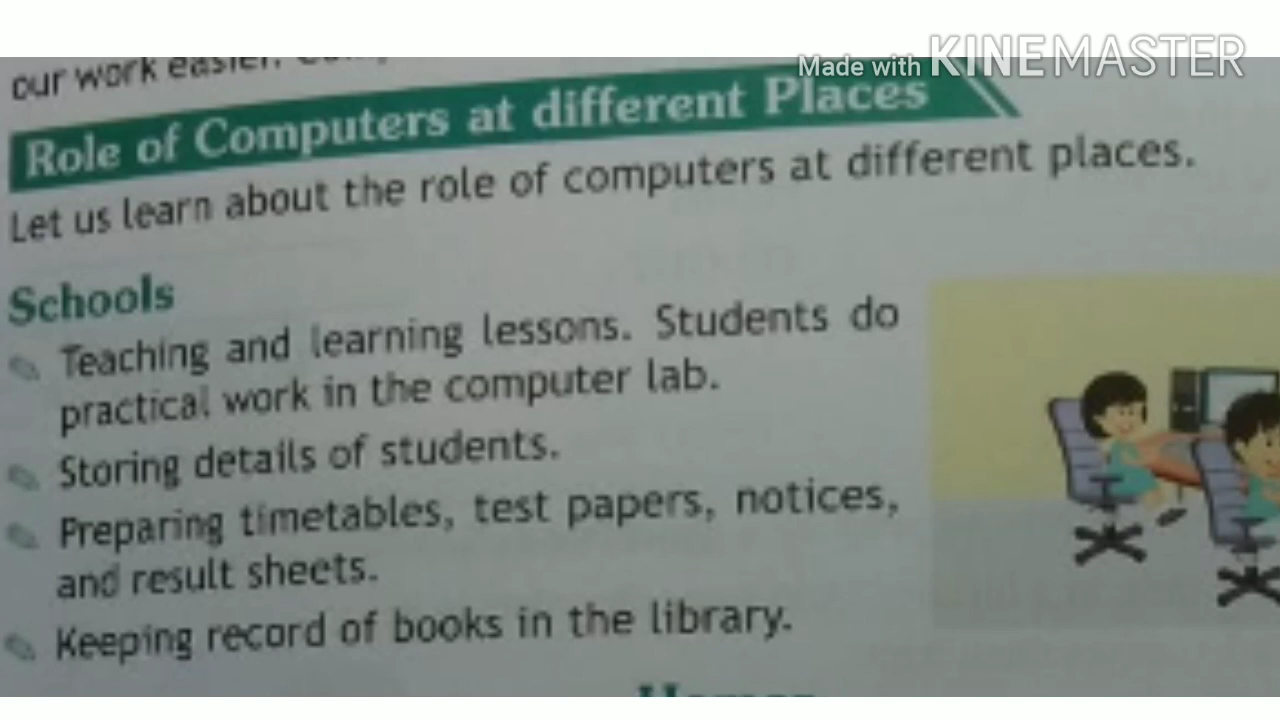 Made with KINEMASTER
our work easier.
Role of Computers at different Places
Let us learn about the role of computers at different places.
Schools
Teaching and learning lessons. Students do
practical work in the computer lab.
Storing details of students.
Preparing timetables, test papers, notices,
and result sheets.
Keeping record of books in the library.